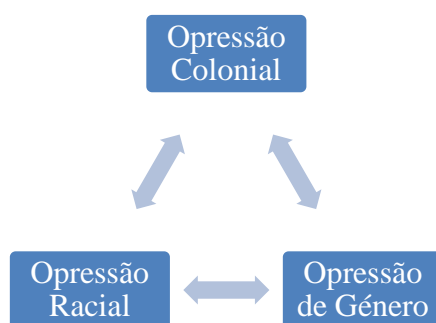 Opressão
Colonial
Opressão
Racial
Opressão
de Género